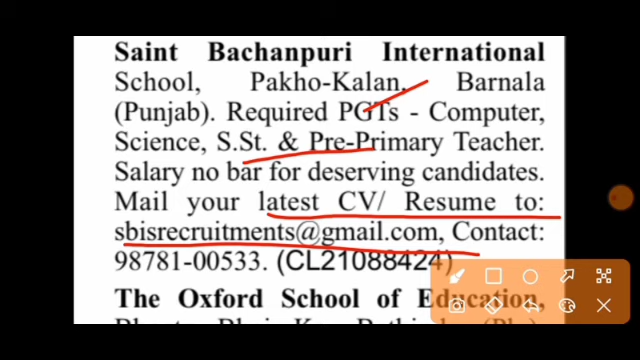 Saint Bachanpuri International
School, Pakho-Kalan, Barnala
(Punjab). Required PGTs - Computer,
Science, S.St. & Pre-Primary Teacher.
Salary no bar for deserving candidates.
Mail your latest CV/ Resume to:
sbisrecruitments@gmail.com, Contact:
98781-00533. (CL21088424)
The Oxford School of Education,